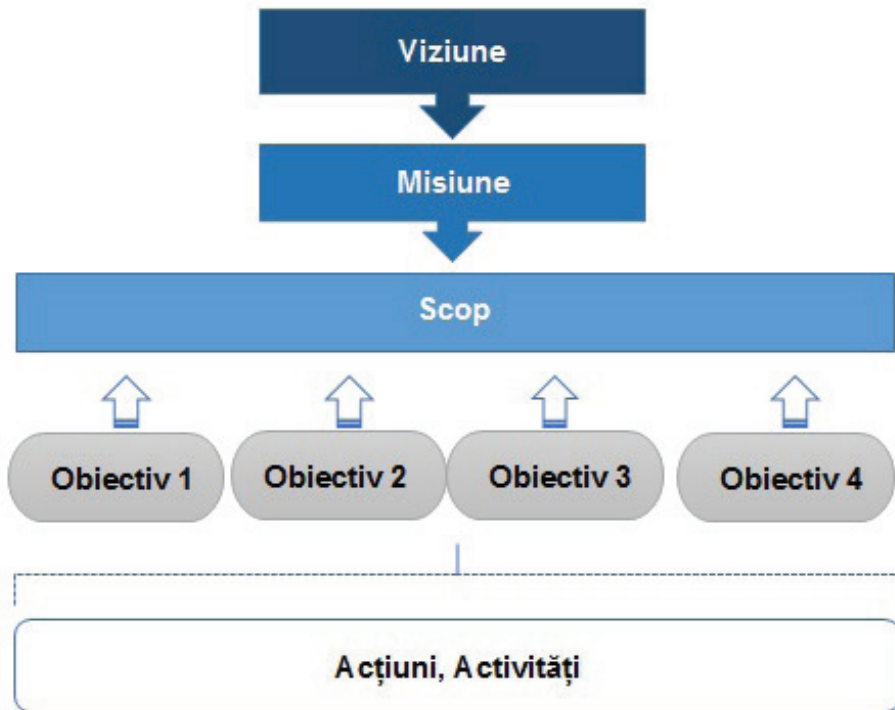 Viziune
Misiune
Scop
Obiectiv 1
Obiectiv 2
Obiectiv 3
Obiectiv 4
Acțiuni, Activități